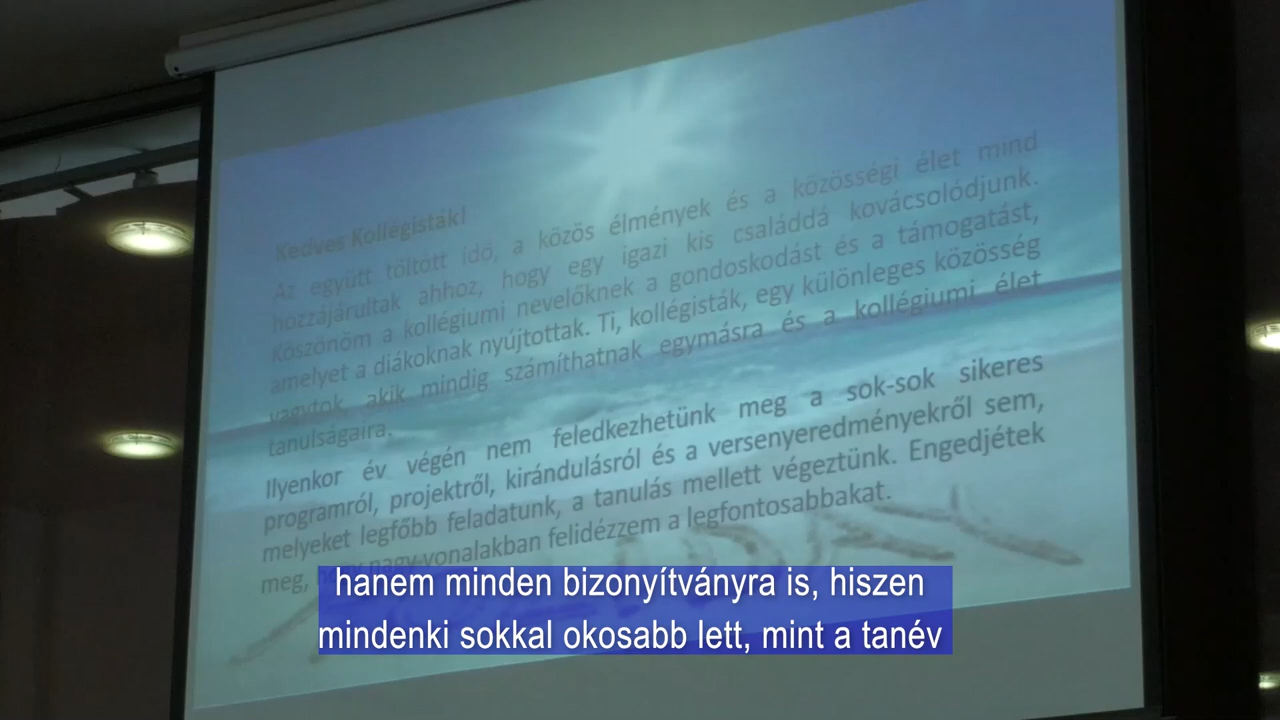 Kedves Kollégisták!
Az együtt töltött idő, a közös élmények és a közösségi élet mind
hozzájárultak ahhoz, hogy egy igazi kis családdá kovácsolódjunk.
Köszönöm a kollégiumi nevelőknek a gondoskodást és a támogatást,
amelyet a diákoknak nyújtottak. Ti, kollégisták, egy különleges közösség
vagytok, akik mindig számíthatnak egymásra és a kollégiumi élet
tanulságaira.
Ilyenkor év végén nem feledkezhetünk meg a sok-sok sikeres
programról, projektről, kirándulásról és a versenyeredményekről sem,
melyeket legfőbb feladatunk, a tanulás mellett végeztünk. Engedjétek
meg, hogy nagy vonalakban felidézzem a legfontosabbakat.
hanem minden bizonyítványra is, hiszen
mindenki sokkal okosabb lett, mint a tanév